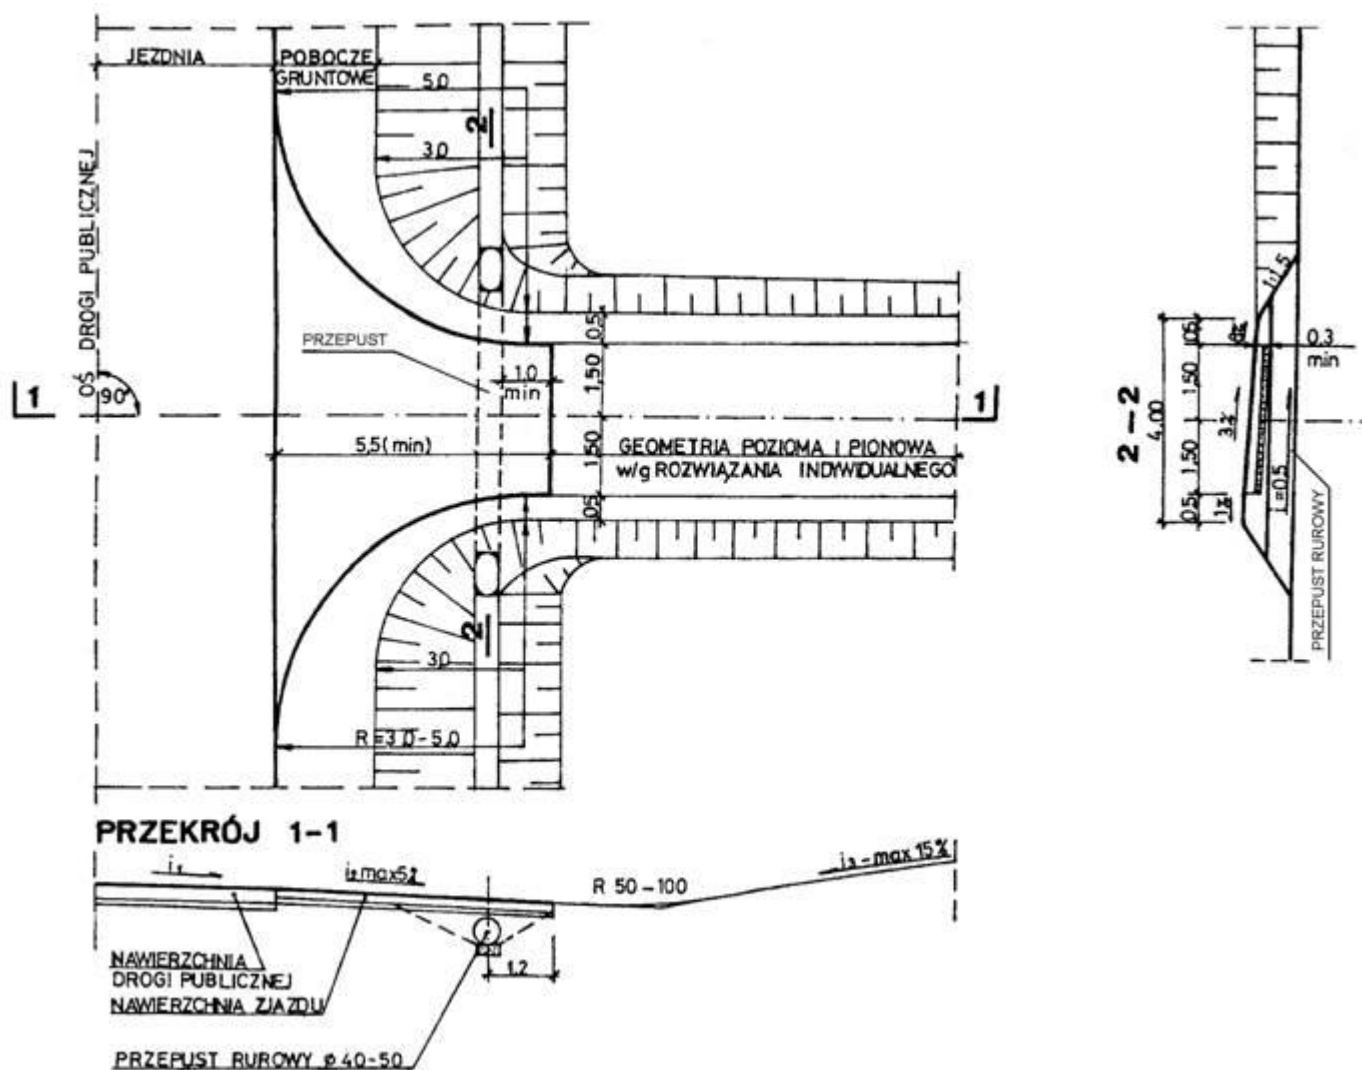 JEZDNIA
POBOCZE
GRUNTOWE
5,0
2
3,0
OŚ DROGI PUBLICZNEJ
90°
1
PRZEPUST
1,0
min
0,5
1,50
1,50
0,5
1
5,5(min)
GEOMETRIA POZIOMA I PIONOWA
w/g ROZWIĄZANIA INDYWIDUALNEGO
2
3,0
R=3,0-5,0
1:1,5
0,3
min
2-2
4.00
0,5
1,50
1,50
0,5
3%
i=0,5
PRZEPUST RUROWY
PRZEKRÓJ 1-1
i₁
i₂ max5%
R 50-100
i₃-max 15%
NAWIERZCHNIA
DROGI PUBLICZNEJ
NAWIERZCHNIA ZJAZDU
1,2
PRZEPUST RUROWY ø 40-50